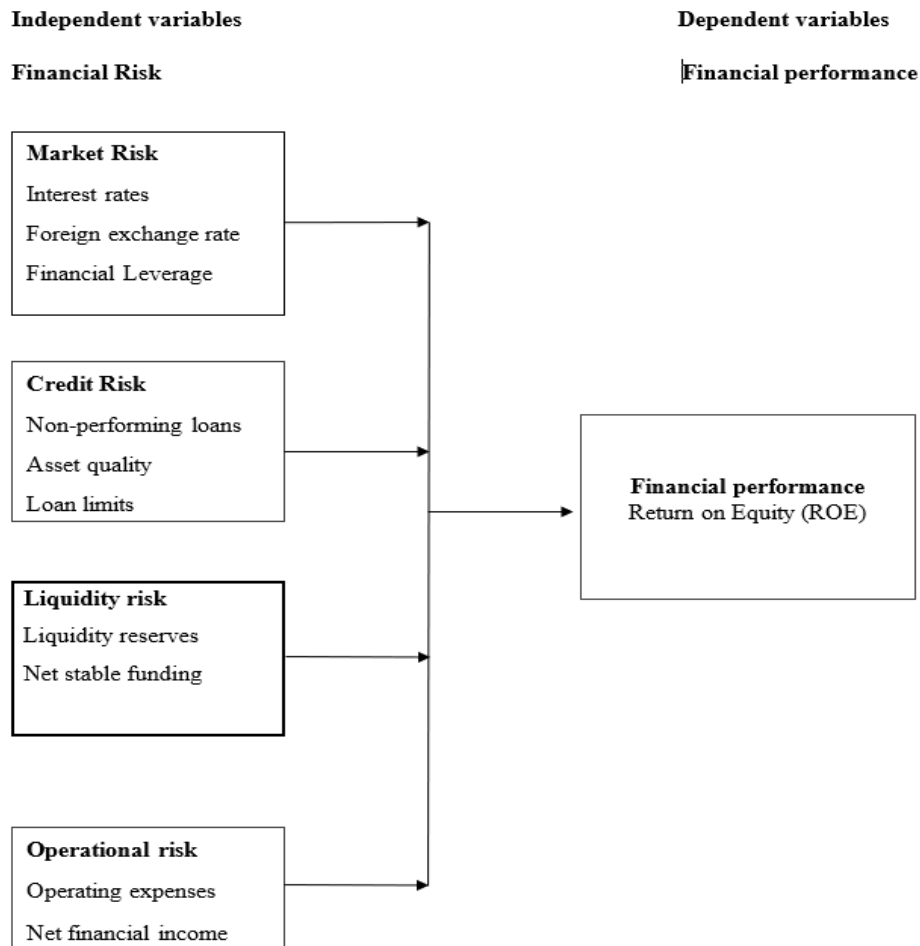 Independent variables
Dependent variables
Financial Risk
Financial performance
Market Risk
Interest rates
Foreign exchange rate
Financial Leverage
Credit Risk
Non-performing loans
Asset quality
Loan limits
Liquidity risk
Liquidity reserves
Net stable funding
Operational risk
Operating expenses
Net financial income
Financial performance
Return on Equity (ROE)